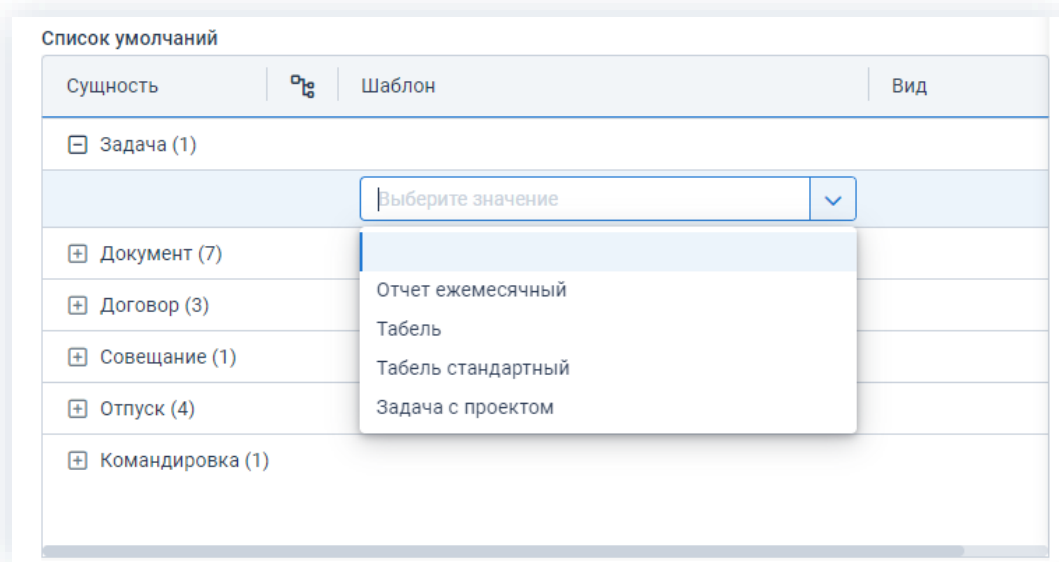 Список умолчаний
Сущность Шаблон Вид
Задача (1)
Выберите значение
Документ (7)
Отчет ежемесячный
Договор (3)
Табель
Совещание (1)
Табель стандартный
Отпуск (4)
Задача с проектом
Командировка (1)